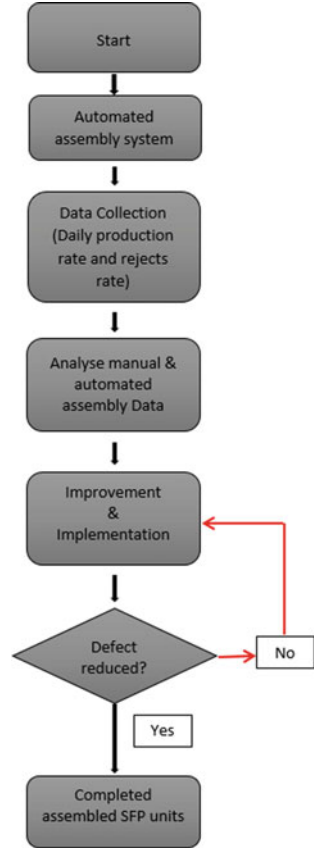 Start
Automated
assembly system
Data Collection
(Daily production
rate and rejects
rate)
Analyse manual &
automated
assembly Data
Improvement
&
Implementation
Defect
reduced?
No
Yes
Completed
assembled SFP units